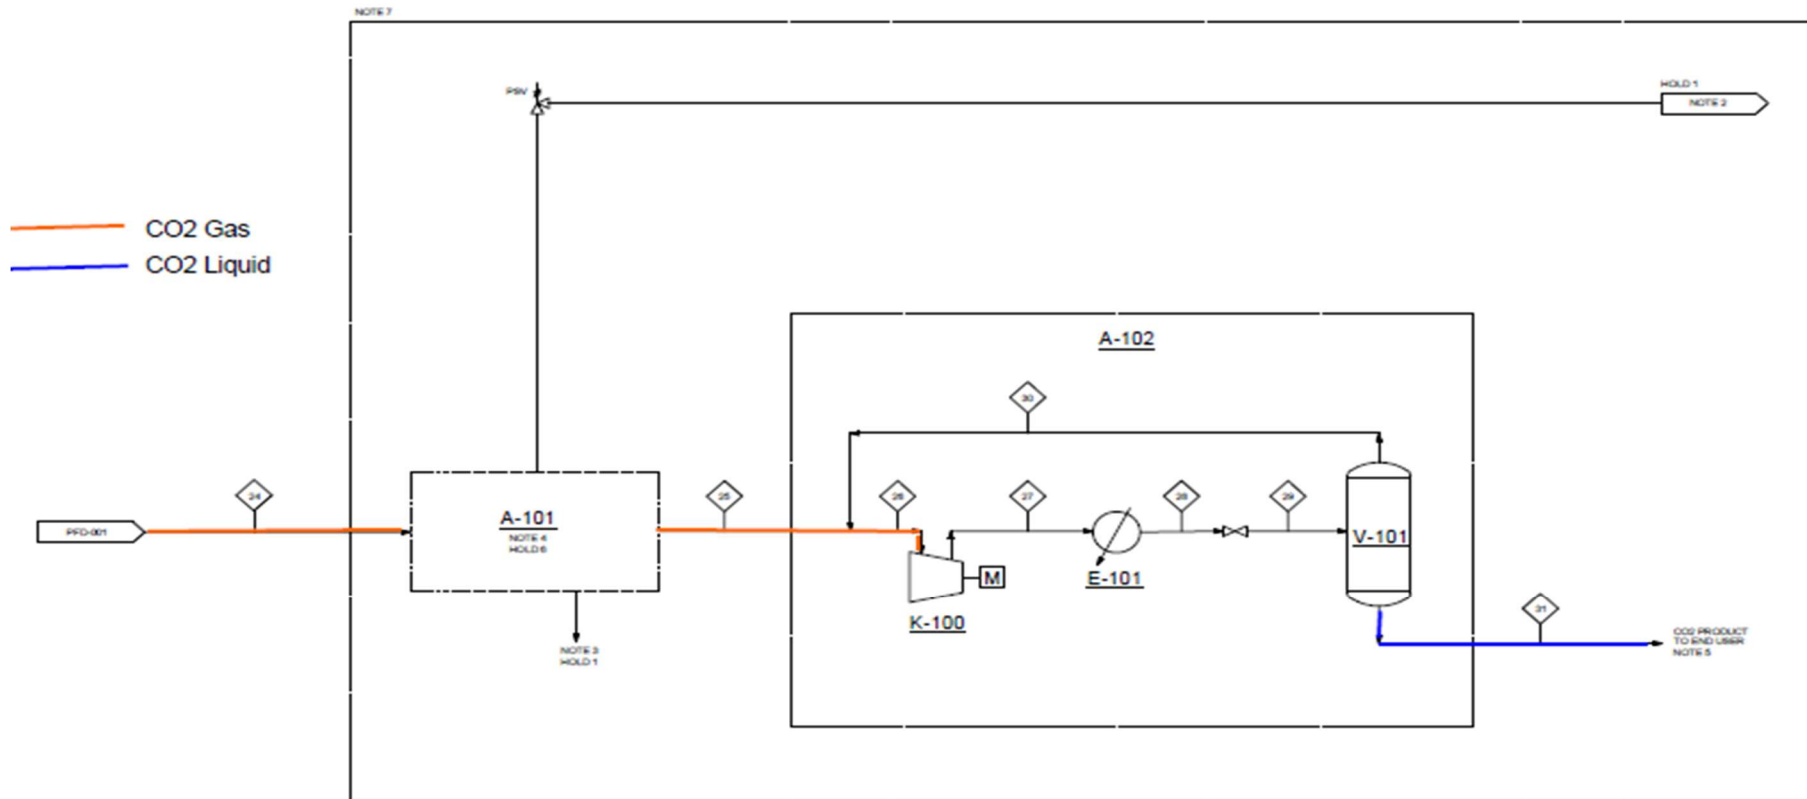 NOTE 7
PSV
HOLD 1
NOTE 2
CO2 Gas
CO2 Liquid
A-102
30
24
25
26
27
28
29
PFD-001
A-101
NOTE 4
HOLD 6
V-101
M
E-101
K-100
31
NOTE 3
HOLD 1
CO2 PRODUCT
TO END USER
NOTE 5